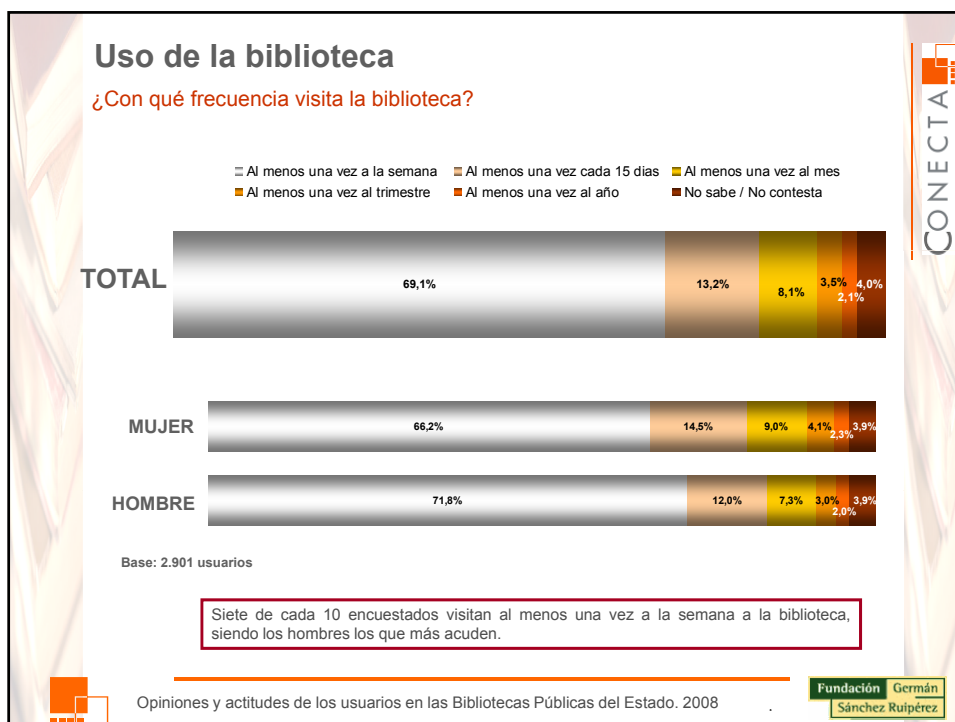 Uso de la biblioteca
¿Con qué frecuencia visita la biblioteca?
CONECTA
Al menos una vez a la semana Al menos una vez cada 15 dias Al menos una vez al mes
Al menos una vez al trimestre Al menos una vez al año No sabe / No contesta
TOTAL 69,1% 13,2% 8,1% 3,5% 2,1% 4,0%
MUJER 66,2% 14,5% 9,0% 4,1% 2,3% 3,9%
HOMBRE 71,8% 12,0% 7,3% 3,0% 2,0% 3,9%
Base: 2.901 usuarios
Siete de cada 10 encuestados visitan al menos una vez a la semana a la biblioteca,
siendo los hombres los que más acuden.
Opiniones y actitudes de los usuarios en las Bibliotecas Públicas del Estado. 2008 .
Fundación Germán
Sánchez Ruipérez